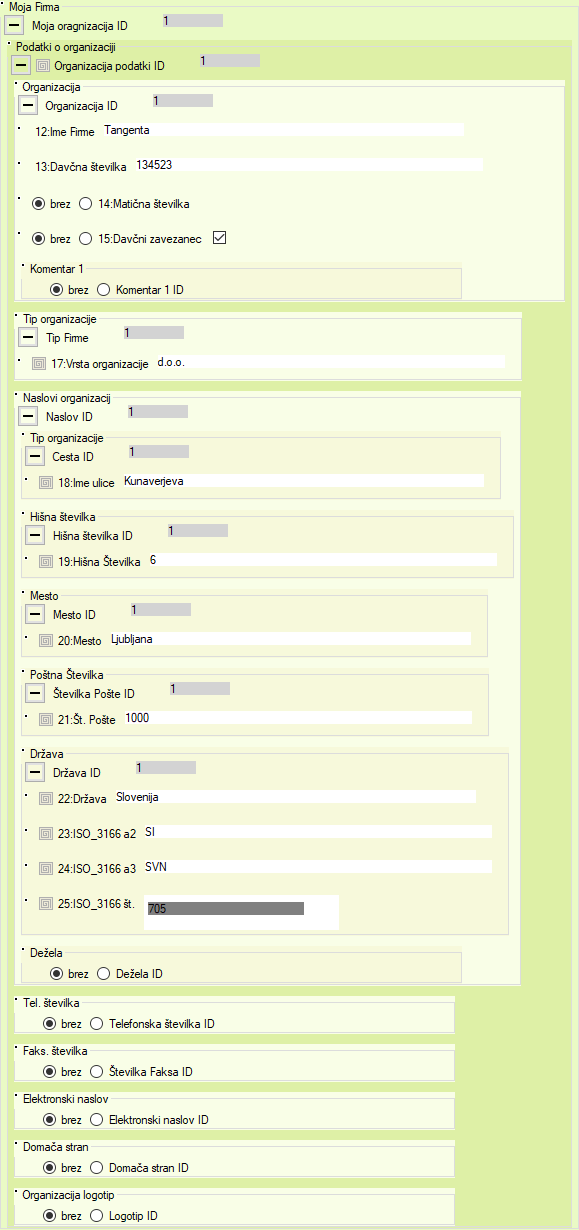 Moja Firma
Moja oragnizacija ID 1
Podatki o organizaciji
Organizacija podatki ID 1
Organizacija
Organizacija ID 1
12:Ime Firme Tangenta
13:Davčna številka 134523
brez 14:Matična številka
brez 15:Davčni zavezanec
Komentar 1
brez Komentar 1 ID
Tip organizacije
Tip Firme 1
17:Vrsta organizacije d.o.o.
Naslovi organizacij
Naslov ID 1
Tip organizacije
Cesta ID 1
18:Ime ulice Kunaverjeva
Hišna številka
Hišna številka ID 1
19:Hišna Številka 6
Mesto
Mesto ID 1
20:Mesto Ljubljana
Poštna Številka
Številka Pošte ID 1
21:Št. Pošte 1000
Država
Država ID 1
22:Država Slovenija
23:ISO_3166 a2 SI
24:ISO_3166 a3 SVN
25:ISO_3166 št. 705
Dežela
brez Dežela ID
Tel. številka
brez Telefonska številka ID
Faks. številka
brez Številka Faksa ID
Elektronski naslov
brez Elektronski naslov ID
Domača stran
brez Domača stran ID
Organizacija logotip
brez Logotip ID